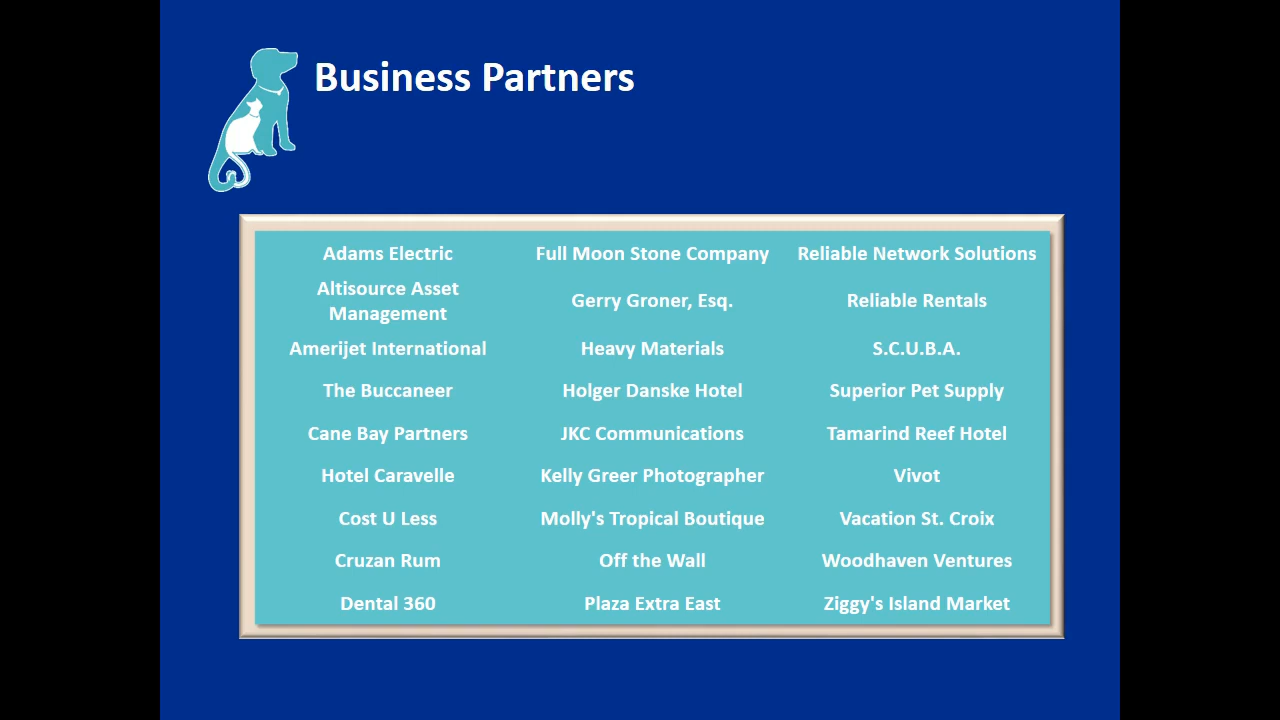 Business Partners
Adams Electric
Full Moon Stone Company
Reliable Network Solutions
Altisource Asset
Management
Gerry Groner, Esq.
Reliable Rentals
Amerijet International
Heavy Materials
S.C.U.B.A.
The Buccaneer
Holger Danske Hotel
Superior Pet Supply
Cane Bay Partners
JKC Communications
Tamarind Reef Hotel
Hotel Caravelle
Kelly Greer Photographer
Vivot
Cost U Less
Molly's Tropical Boutique
Vacation St. Croix
Cruzan Rum
Off the Wall
Woodhaven Ventures
Dental 360
Plaza Extra East
Ziggy's Island Market